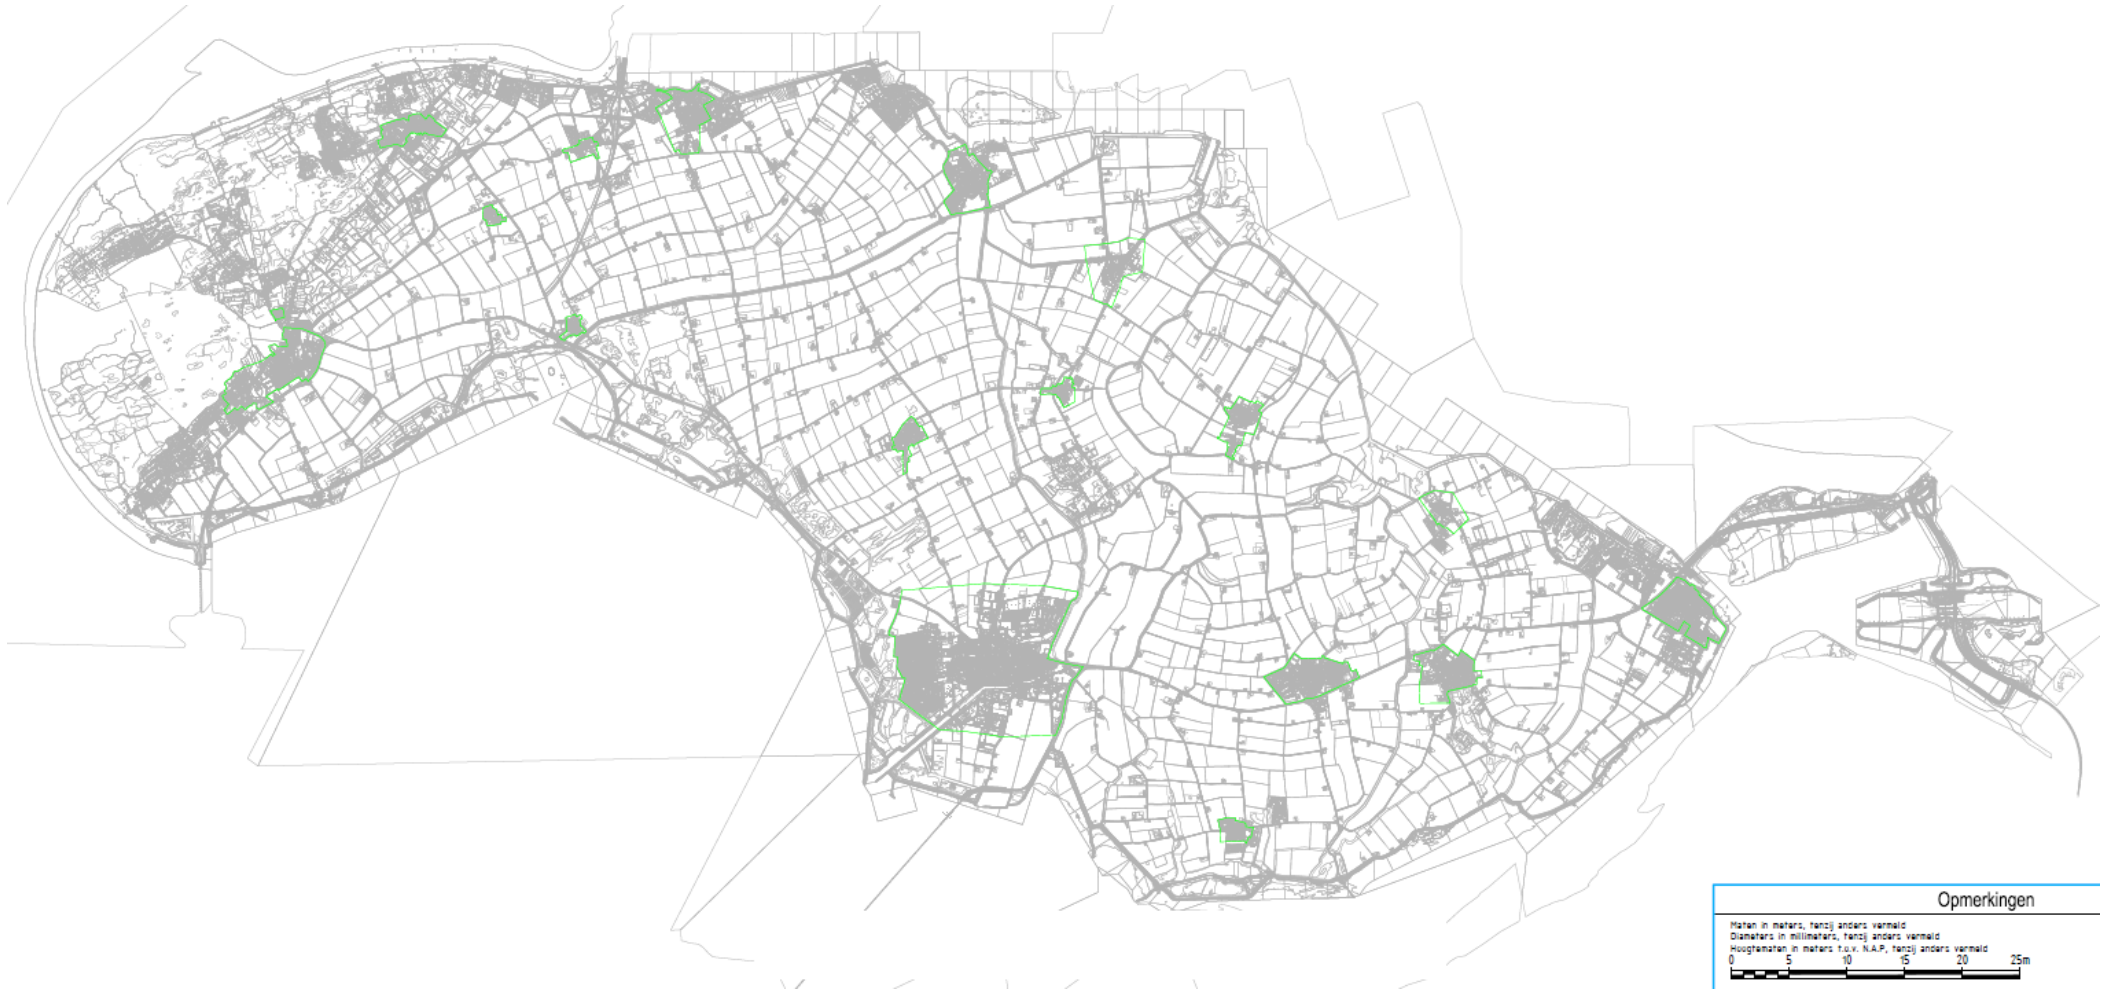 Opmerkingen
Maten in meters, tenzij anders vermeld
Diameters in millimeters, tenzij anders vermeld
Hoogtematen in meters t.o.v. N.A.P., tenzij anders vermeld
0 5 10 15 20 25m